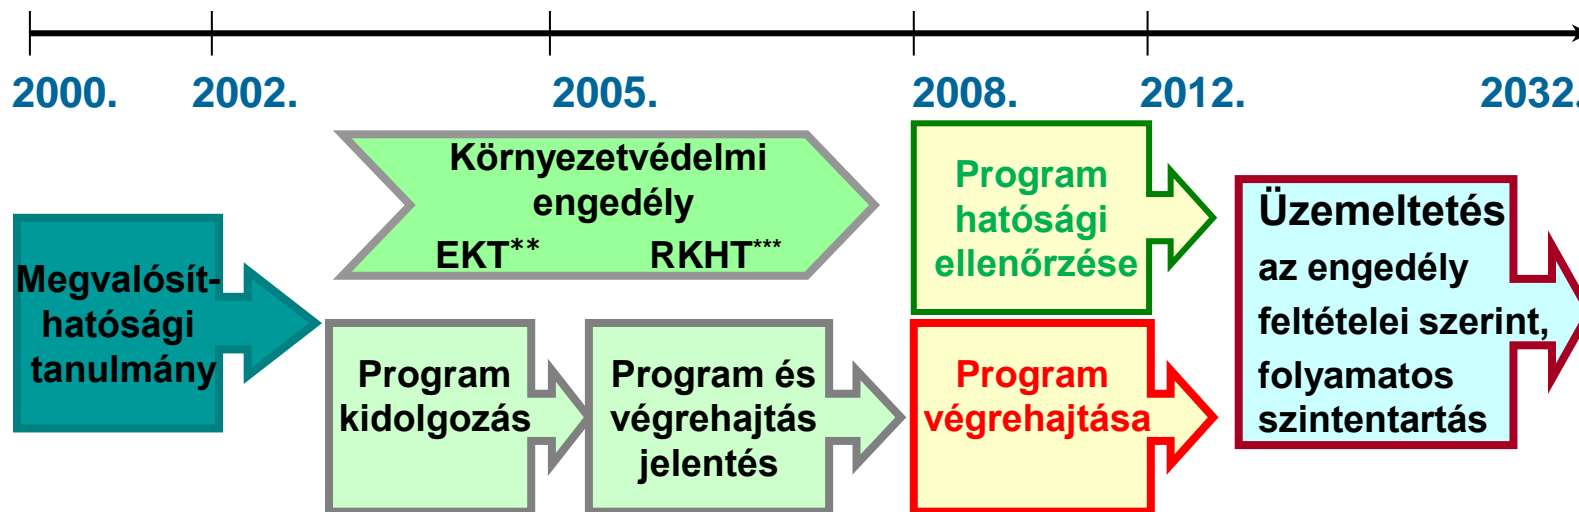 2000. 2002. 2005. 2008. 2012. 2032.
Környezetvédelmi
engedély
EKT** RKHT***
Program
hatósági
ellenőrzése
Megvalósít-
hatósági
tanulmány
Program
kidolgozás
Program és
végrehajtás
jelentés
Program
végrehajtása
Üzemeltetés
az engedély
feltételei szerint,
folyamatos
szintentartás